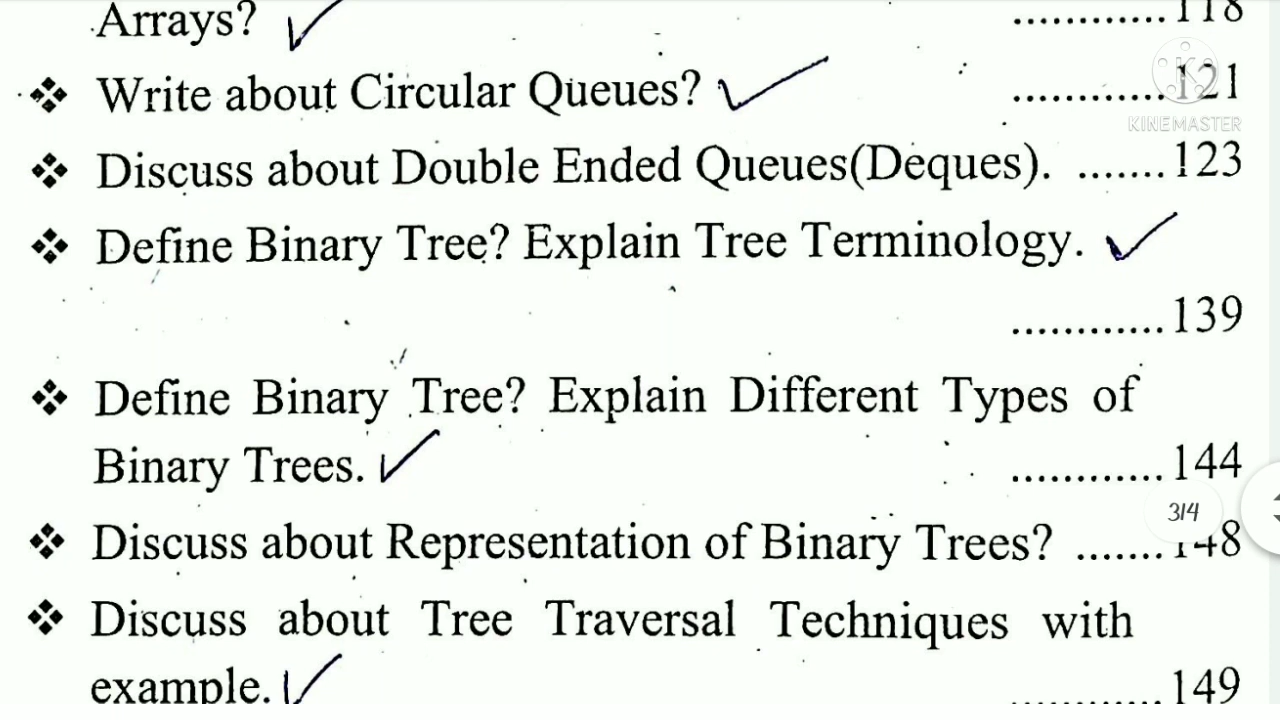 Arrays? ............ 118
❖ Write about Circular Queues? ............121
KINEMASTER
❖ Discuss about Double Ended Queues(Deques). .......123
❖ Define Binary Tree? Explain Tree Terminology.
............139
❖ Define Binary Tree? Explain Different Types of
Binary Trees. ............144
3/4
❖ Discuss about Representation of Binary Trees? .......148
❖ Discuss about Tree Traversal Techniques with
example. ............149